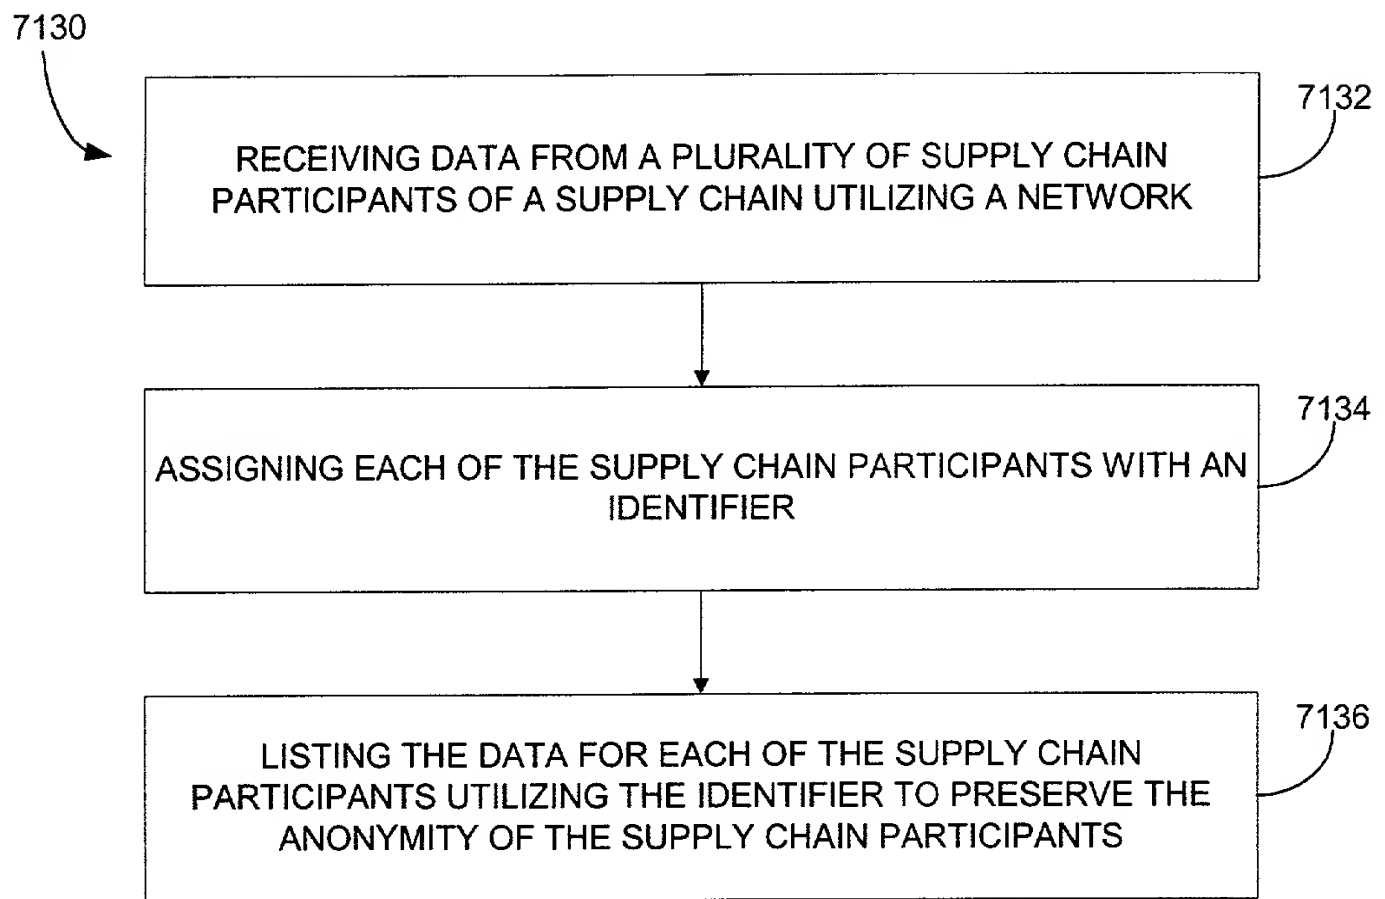 7130
7132
RECEIVING DATA FROM A PLURALITY OF SUPPLY CHAIN
PARTICIPANTS OF A SUPPLY CHAIN UTILIZING A NETWORK
7134
ASSIGNING EACH OF THE SUPPLY CHAIN PARTICIPANTS WITH AN
IDENTIFIER
7136
LISTING THE DATA FOR EACH OF THE SUPPLY CHAIN
PARTICIPANTS UTILIZING THE IDENTIFIER TO PRESERVE THE
ANONYMITY OF THE SUPPLY CHAIN PARTICIPANTS